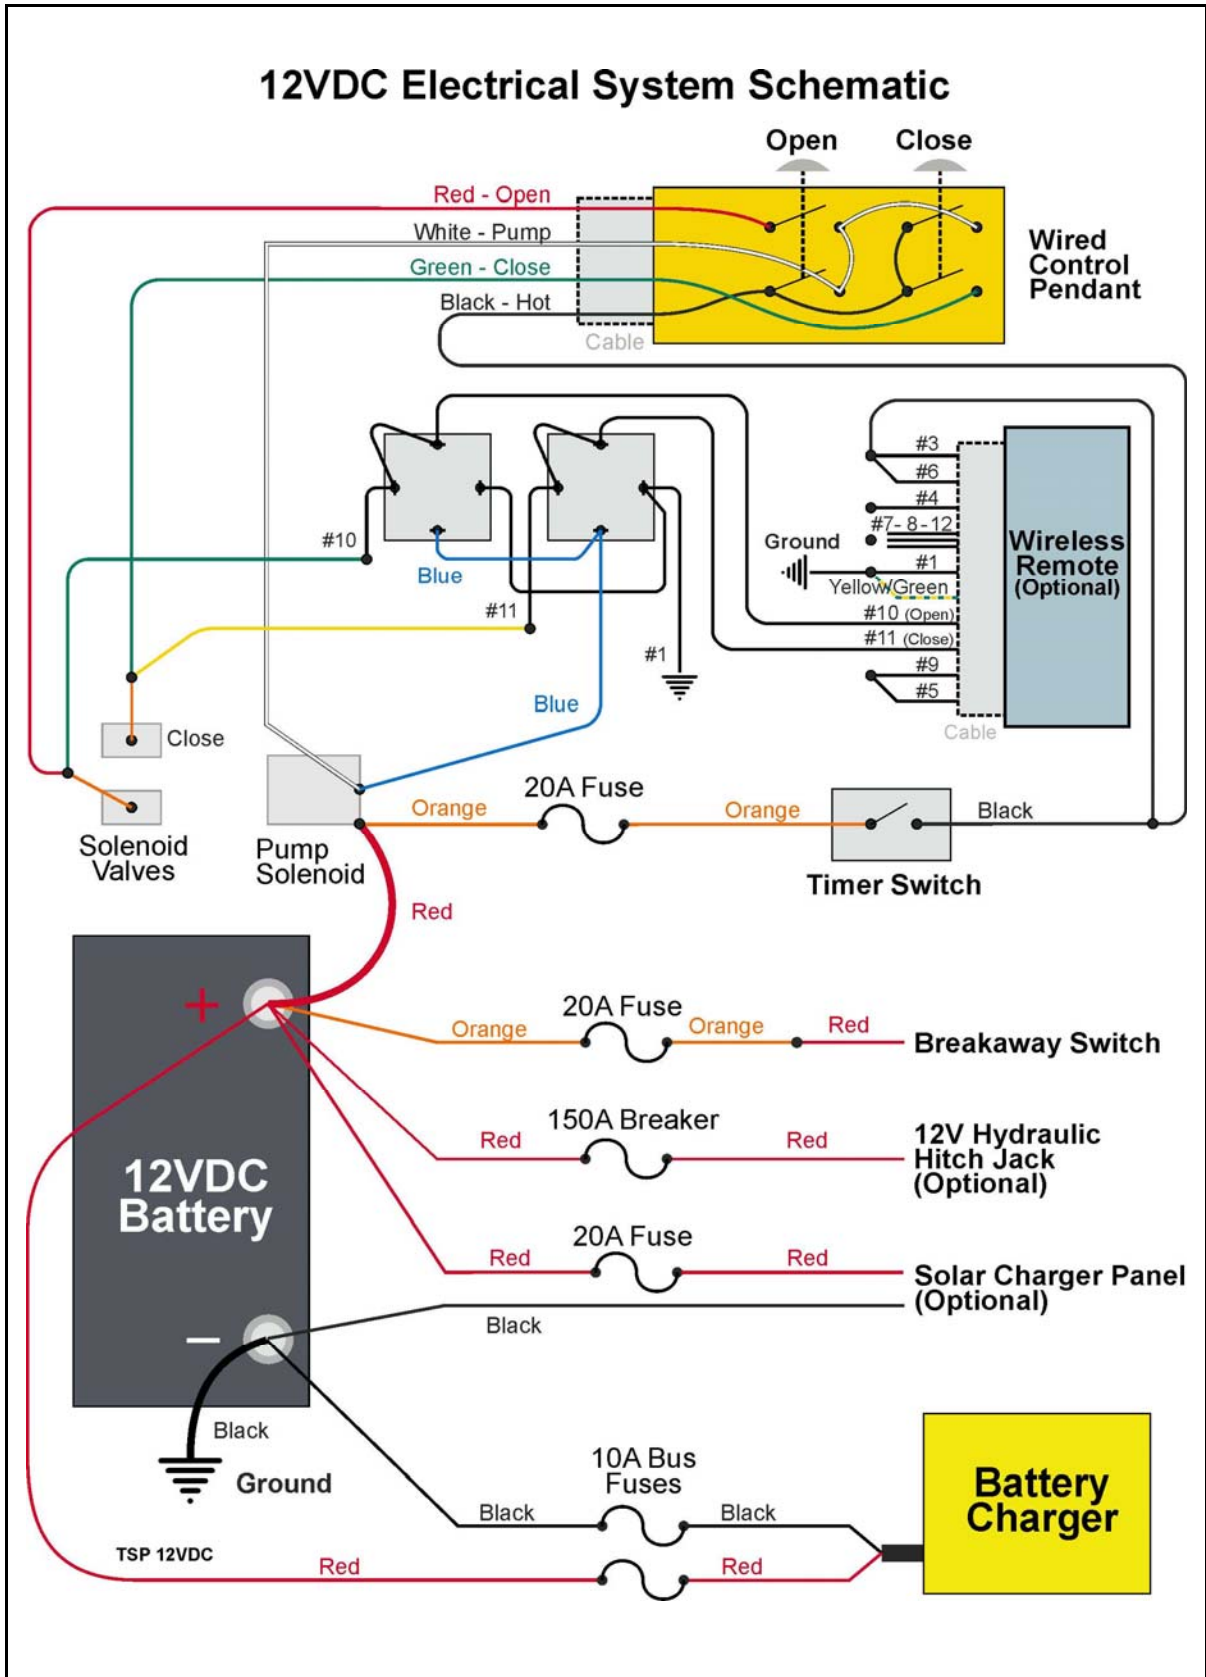 12VDC Electrical System Schematic
Open
Close
Red - Open
White - Pump
Green - Close
Black - Hot
Cable
Wired
Control
Pendant
#3
#6
#4
#7- 8 - 12
Ground
#1
Yellow/Green
#10 (Open)
#11 (Close)
#9
#5
Cable
Wireless
Remote
(Optional)
#10
Blue
#11
#1
Blue
Close
Solenoid
Valves
Pump
Solenoid
Orange
20A Fuse
Orange
Black
Timer Switch
Red
+
12VDC
Battery
–
Orange
20A Fuse
Orange
Red
Breakaway Switch
Red
150A Breaker
Red
12V Hydraulic
Hitch Jack
(Optional)
Red
20A Fuse
Red
Solar Charger Panel
(Optional)
Black
Black
Ground
10A Bus
Fuses
Black
Black
Battery
Charger
TSP 12VDC
Red
Red